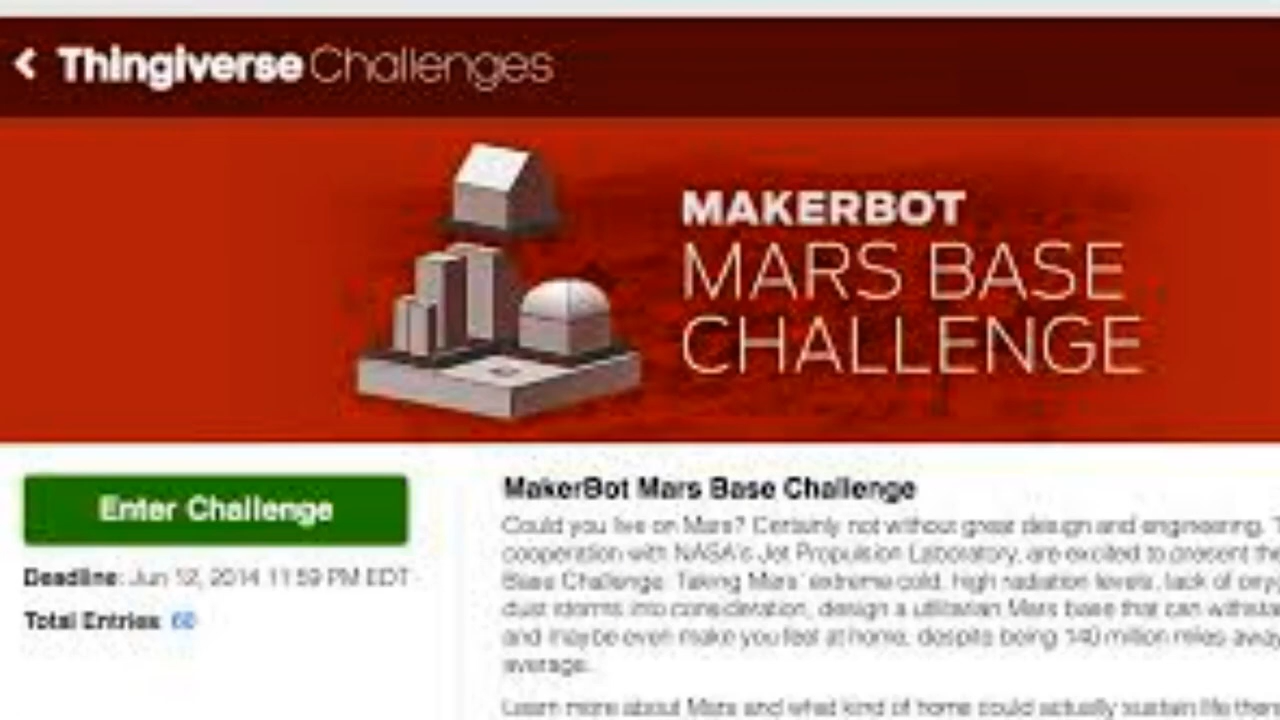 Thingiverse Challenges
MAKERBOT
MARS BASE
CHALLENGE
Enter Challenge
Deadline: Jun 12, 2014 11:59 PM EDT
Total Entries:
MakerBot Mars Base Challenge
Could you live on Mars? Certainly not without great design and engineering.
cooperation with NASA's Jet Propulsion Laboratory, are excited to present the
Base Challenge. Taking Mars' extreme cold, high radiation levels, lack of
dust storms into consideration, design a utilitarian Mars base that can
and maybe even make you feel at home, despite being 140 million miles away
average.
Learn more about Mars and what kind of home could actually sustain life